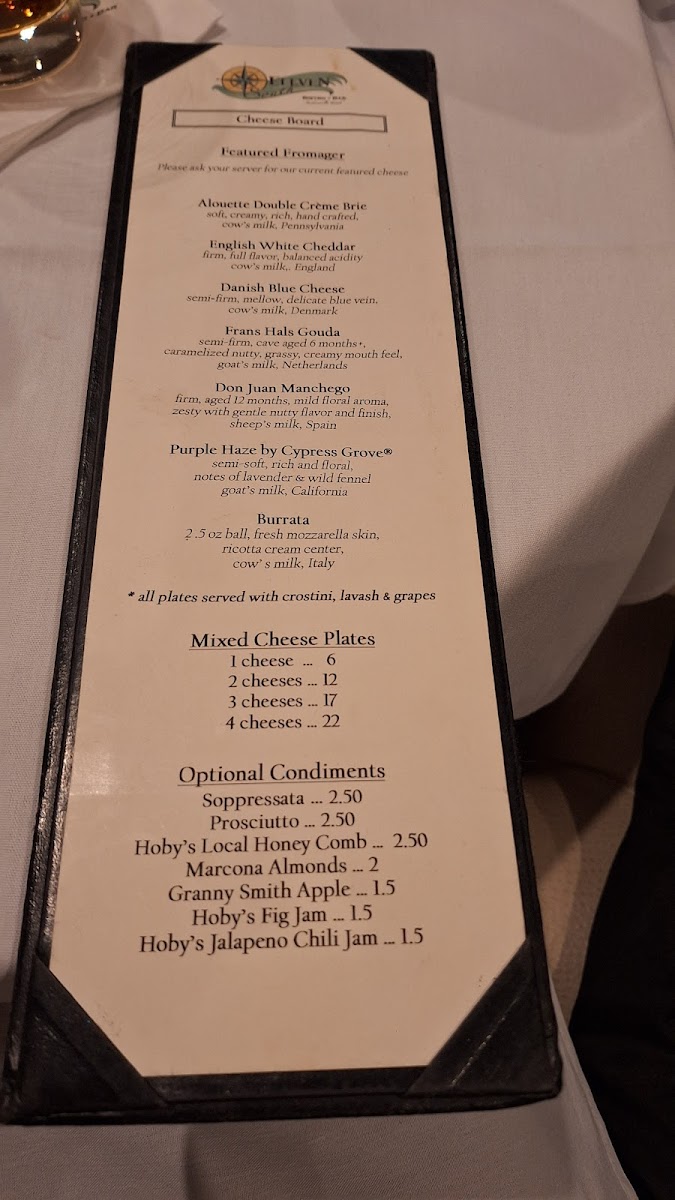 ELEVEN
South
BISTRO / BAR
Cheese Board
Featured Fromager
Please ask your server for our current featured cheese
Alouette Double Crème Brie
soft, creamy, rich, hand crafted,
cow's milk, Pennsylvania
English White Cheddar
firm, full flavor, balanced acidity
cow's milk,. England
Danish Blue Cheese
semi-firm, mellow, delicate blue vein,
cow's milk, Denmark
Frans Hals Gouda
semi-firm, cave aged 6 months+,
caramelized nutty, grassy, creamy mouth feel,
goat's milk, Netherlands
Don Juan Manchego
firm, aged 12 months, mild floral aroma,
zesty with gentle nutty flavor and finish,
sheep's milk, Spain
Purple Haze by Cypress Grove®
semi-soft, rich and floral,
notes of lavender & wild fennel
goat's milk, California
Burrata
2.5 oz ball, fresh mozzarella skin,
ricotta cream center,
cow' s milk, Italy
* all plates served with crostini, lavash & grapes
Mixed Cheese Plates
1 cheese ... 6
2 cheeses ... 12
3 cheeses ... 17
4 cheeses ... 22
Optional Condiments
Soppressata ... 2.50
Prosciutto ... 2.50
Hoby's Local Honey Comb ... 2.50
Marcona Almonds ... 2
Granny Smith Apple ... 1.5
Hoby's Fig Jam ... 1.5
Hoby's Jalapeno Chili Jam ... 1.5